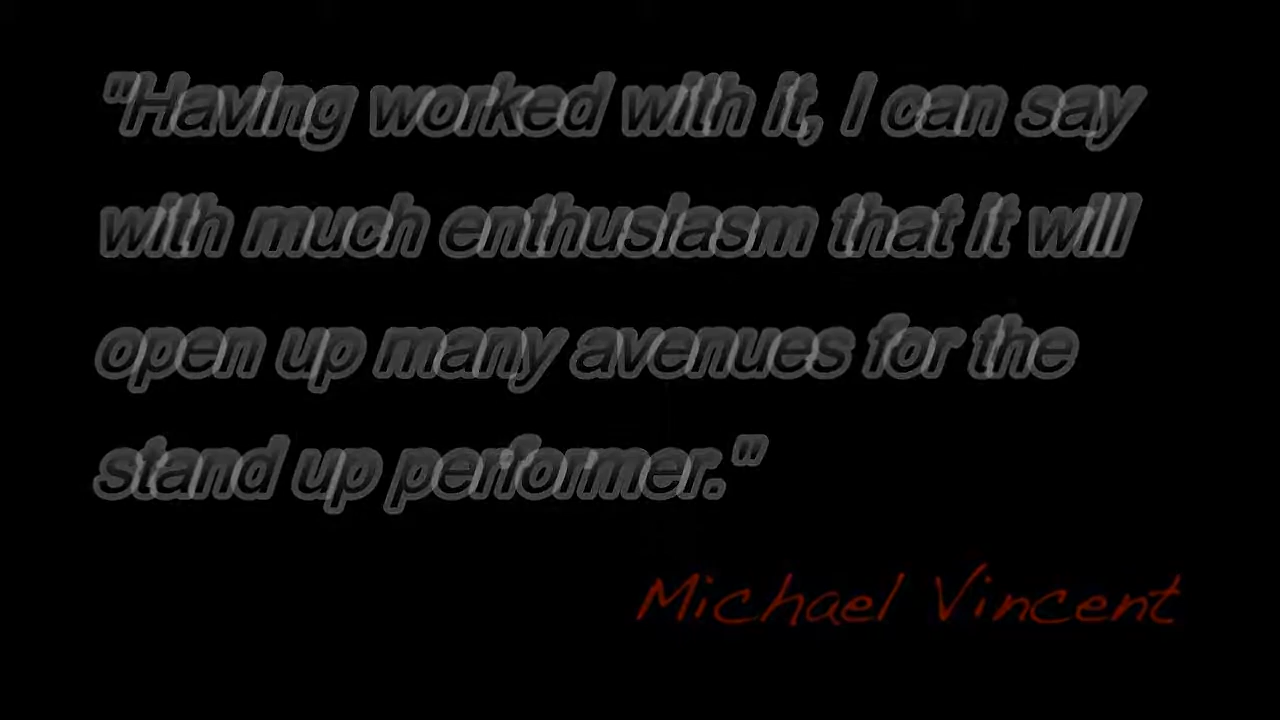 "Having worked with it, I can say
with much enthusiasm that it will
open up many avenues for the
stand up performer."
Michael Vincent